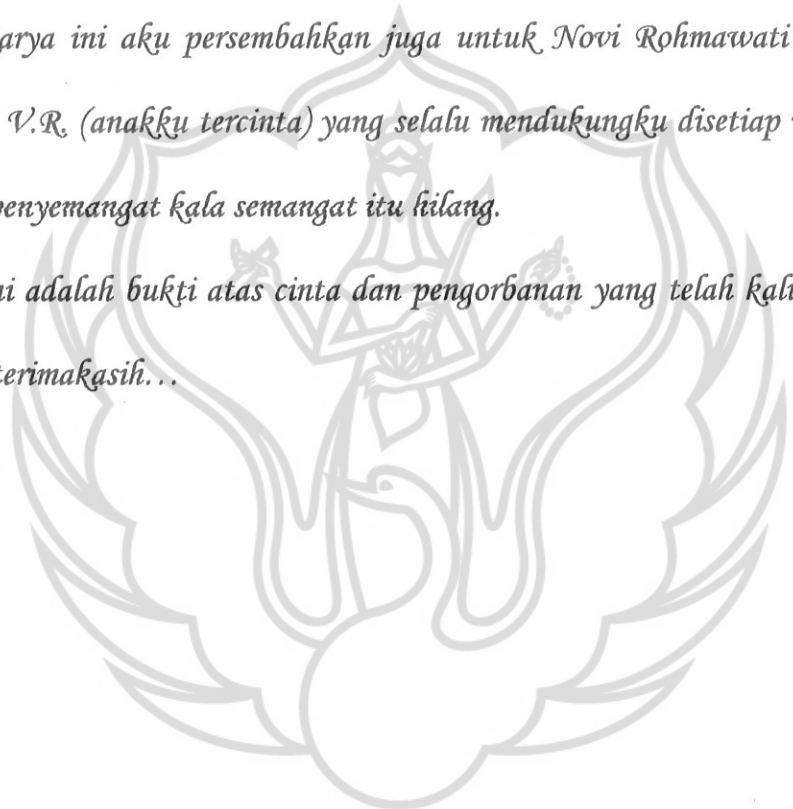 arya ini aku persembahkan juga untuk Novi Rohmawati
V.R. (anakku tercinta) yang selalu mendukungku disetiap
penyemangat kala semangat itu hilang.
ni adalah bukti atas cinta dan pengorbanan yang telah kali
terimakasih...